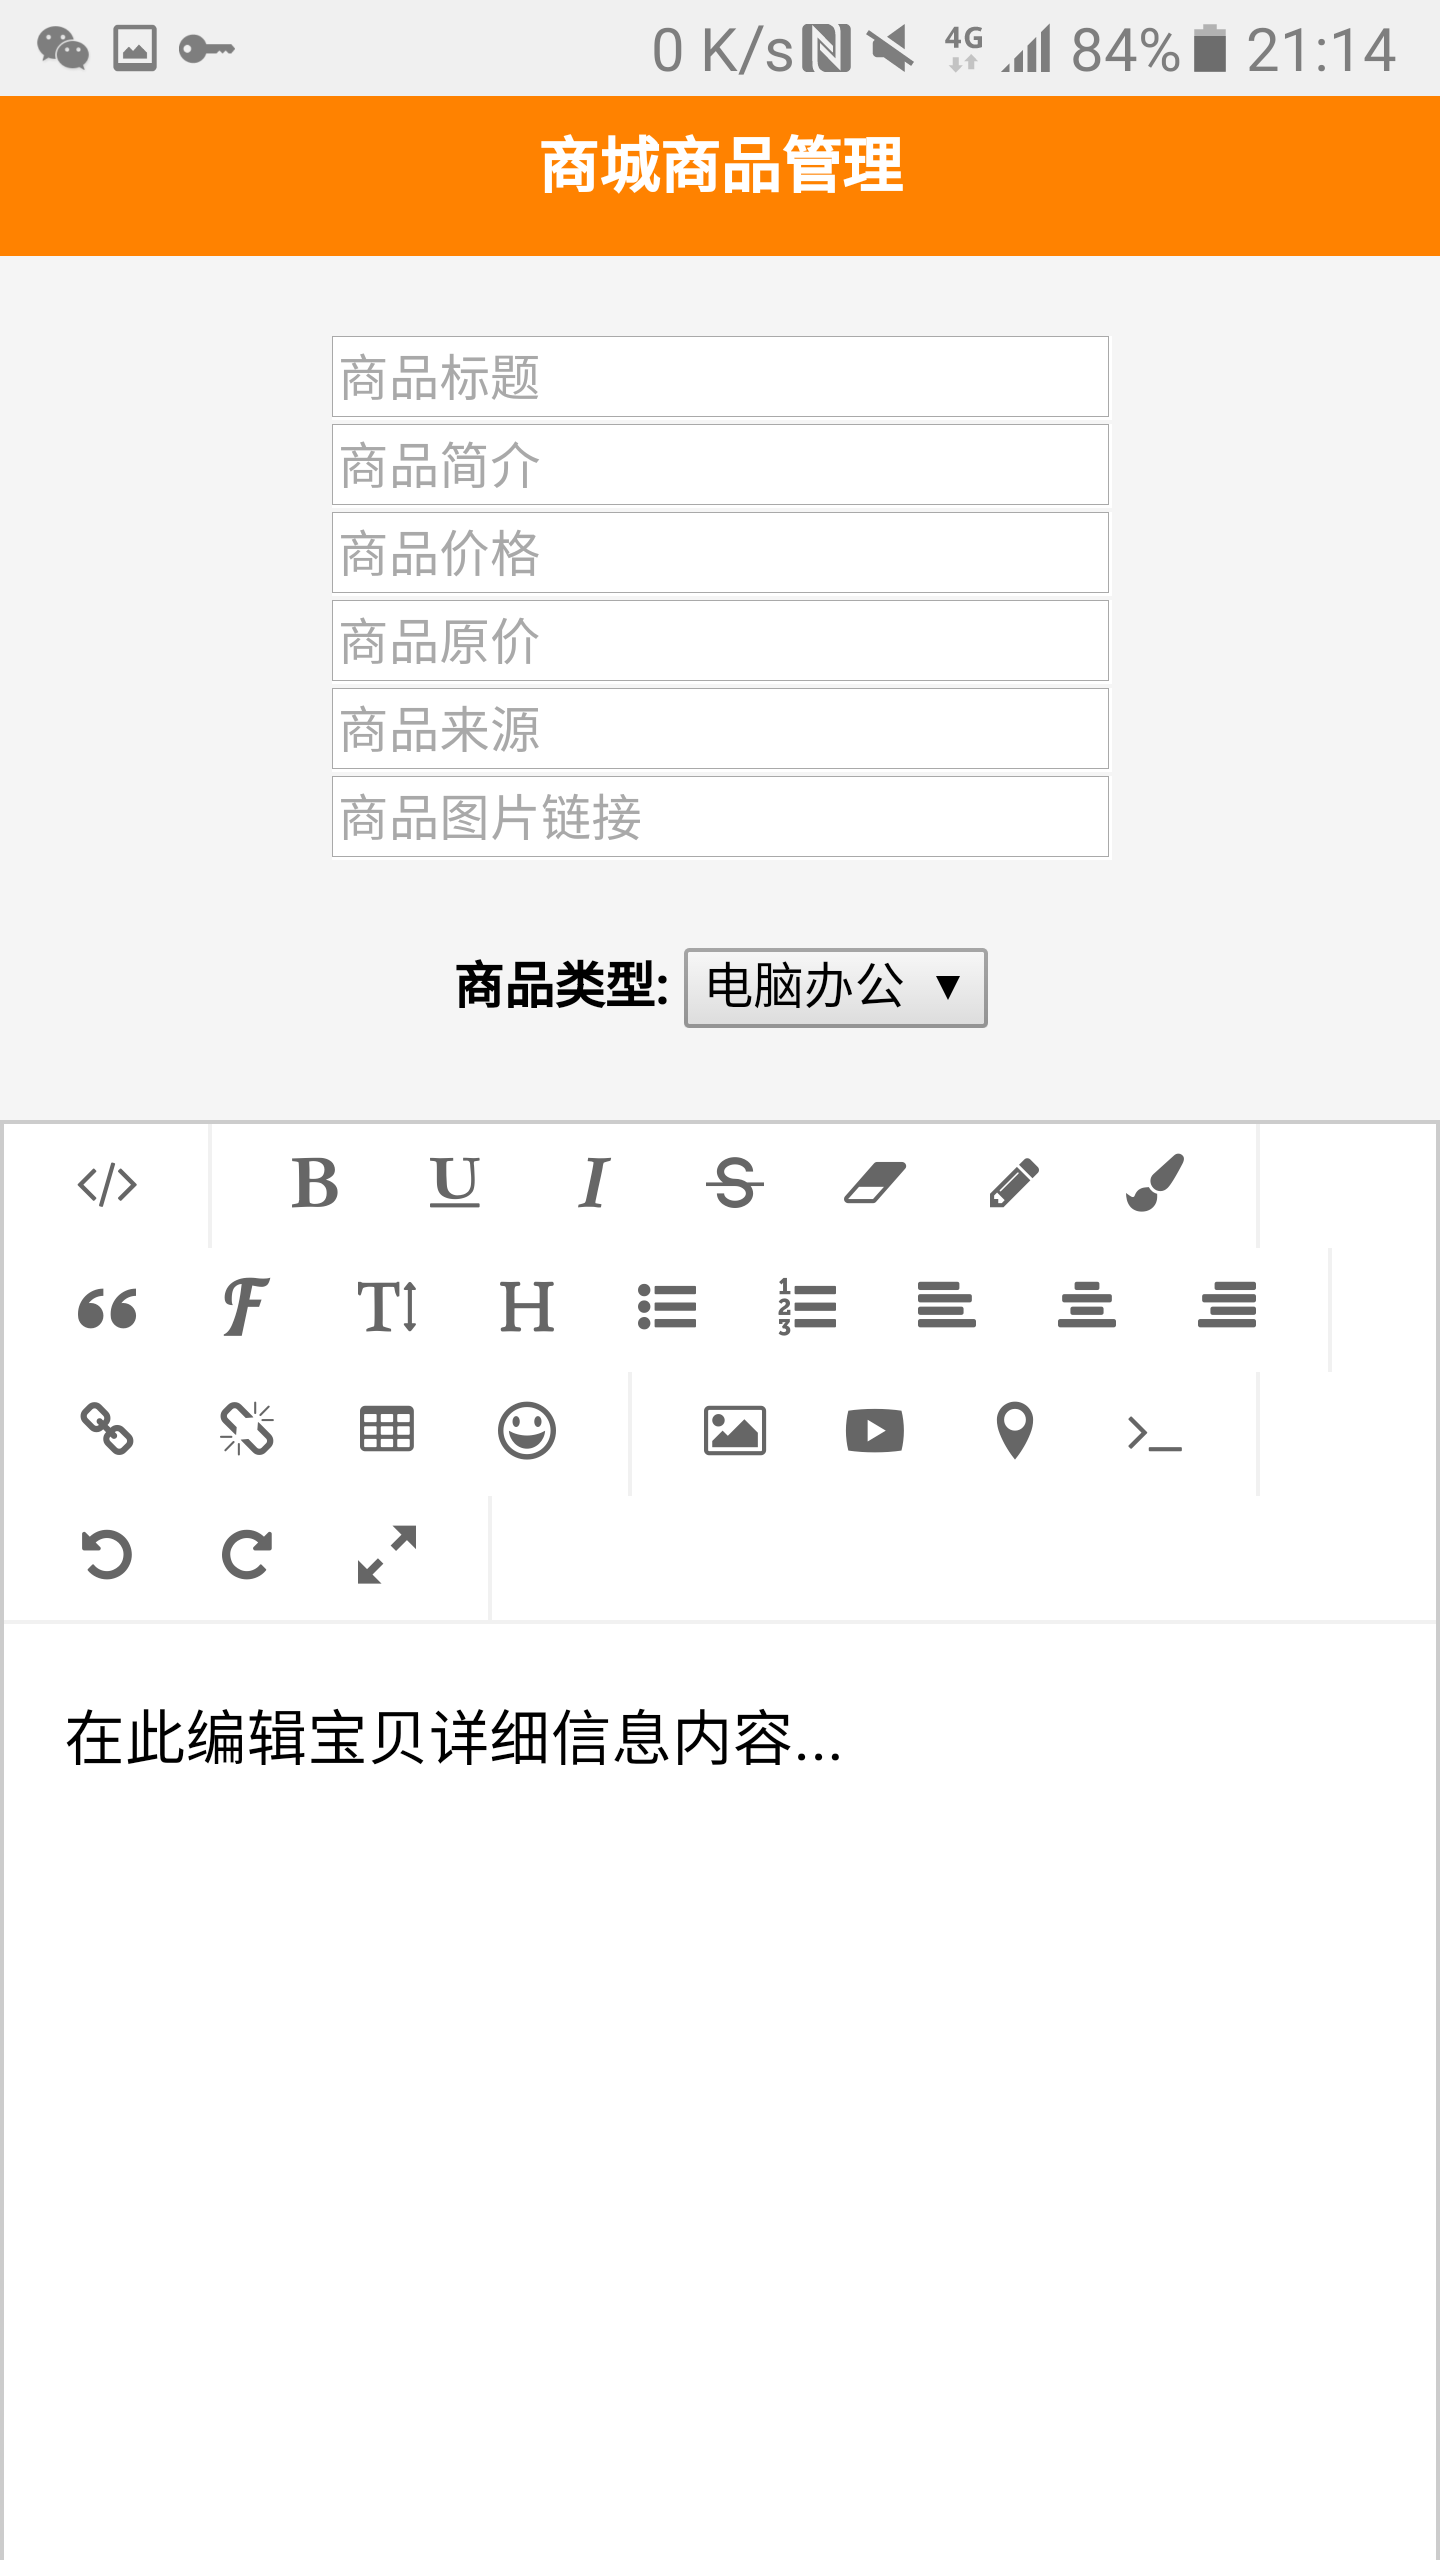 0 K/s 4G 84% 21:14
商城商品管理
商品标题
商品简介
商品价格
商品原价
商品来源
商品图片链接
商品类型: 电脑办公 ▼
在此编辑宝贝详细信息内容...